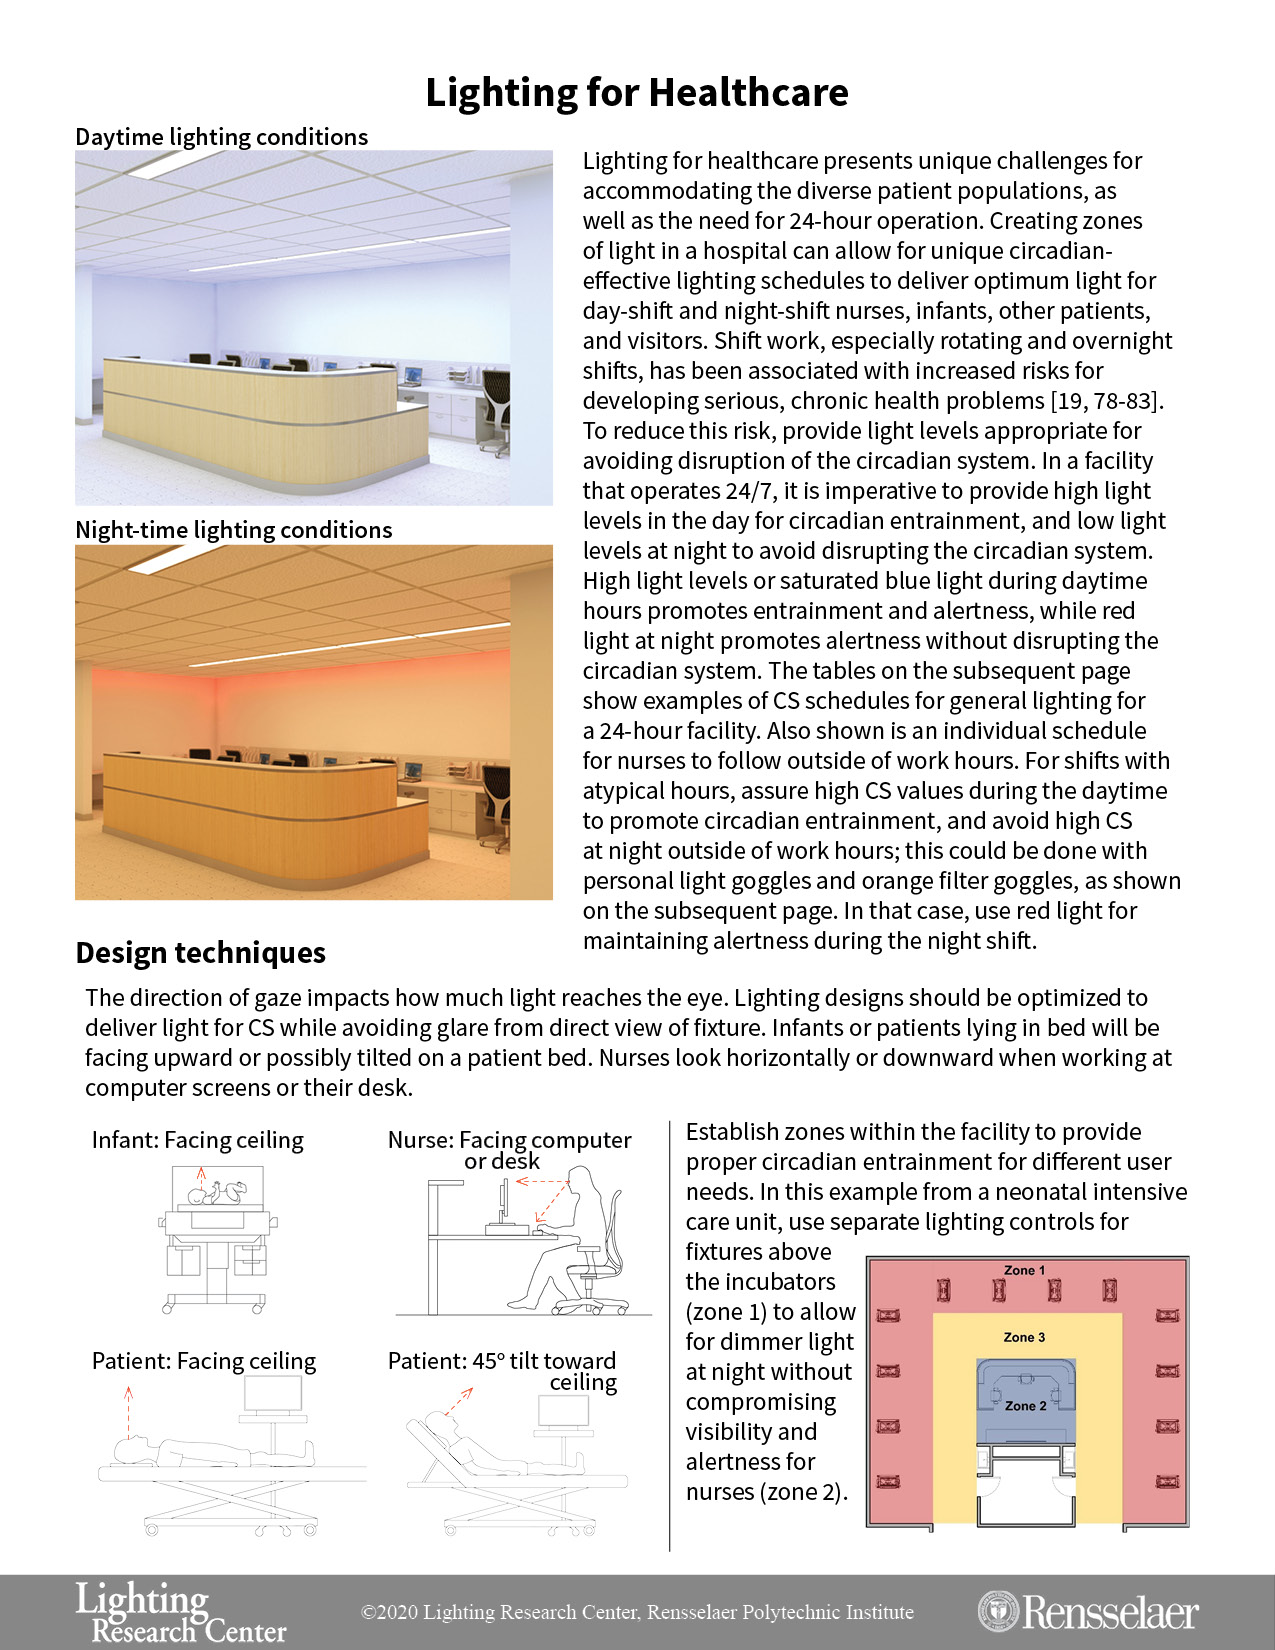 Lighting for Healthcare
Daytime lighting conditions
Night-time lighting conditions
Lighting for healthcare presents unique challenges for
accommodating the diverse patient populations, as
well as the need for 24-hour operation. Creating zones
of light in a hospital can allow for unique circadian-
effective lighting schedules to deliver optimum light for
day-shift and night-shift nurses, infants, other patients,
and visitors. Shift work, especially rotating and overnight
shifts, has been associated with increased risks for
developing serious, chronic health problems [19, 78-83].
To reduce this risk, provide light levels appropriate for
avoiding disruption of the circadian system. In a facility
that operates 24/7, it is imperative to provide high light
levels in the day for circadian entrainment, and low light
levels at night to avoid disrupting the circadian system.
High light levels or saturated blue light during daytime
hours promotes entrainment and alertness, while red
light at night promotes alertness without disrupting the
circadian system. The tables on the subsequent page
show examples of CS schedules for general lighting for
a 24-hour facility. Also shown is an individual schedule
for nurses to follow outside of work hours. For shifts with
atypical hours, assure high CS values during the daytime
to promote circadian entrainment, and avoid high CS
at night outside of work hours; this could be done with
personal light goggles and orange filter goggles, as shown
on the subsequent page. In that case, use red light for
maintaining alertness during the night shift.
Design techniques
The direction of gaze impacts how much light reaches the eye. Lighting designs should be optimized to
deliver light for CS while avoiding glare from direct view of fixture. Infants or patients lying in bed will be
facing upward or possibly tilted on a patient bed. Nurses look horizontally or downward when working at
computer screens or their desk.
Infant: Facing ceiling
Nurse: Facing computer
or desk
Patient: Facing ceiling
Patient: 45° tilt toward
ceiling
Establish zones within the facility to provide
proper circadian entrainment for different user
needs. In this example from a neonatal intensive
care unit, use separate lighting controls for
fixtures above
the incubators
(zone 1) to allow
for dimmer light
at night without
compromising
visibility and
alertness for
nurses (zone 2).
Zone 1
Zone 3
Zone 2
Lighting
Research Center
©2020 Lighting Research Center, Rensselaer Polytechnic Institute
Rensselaer